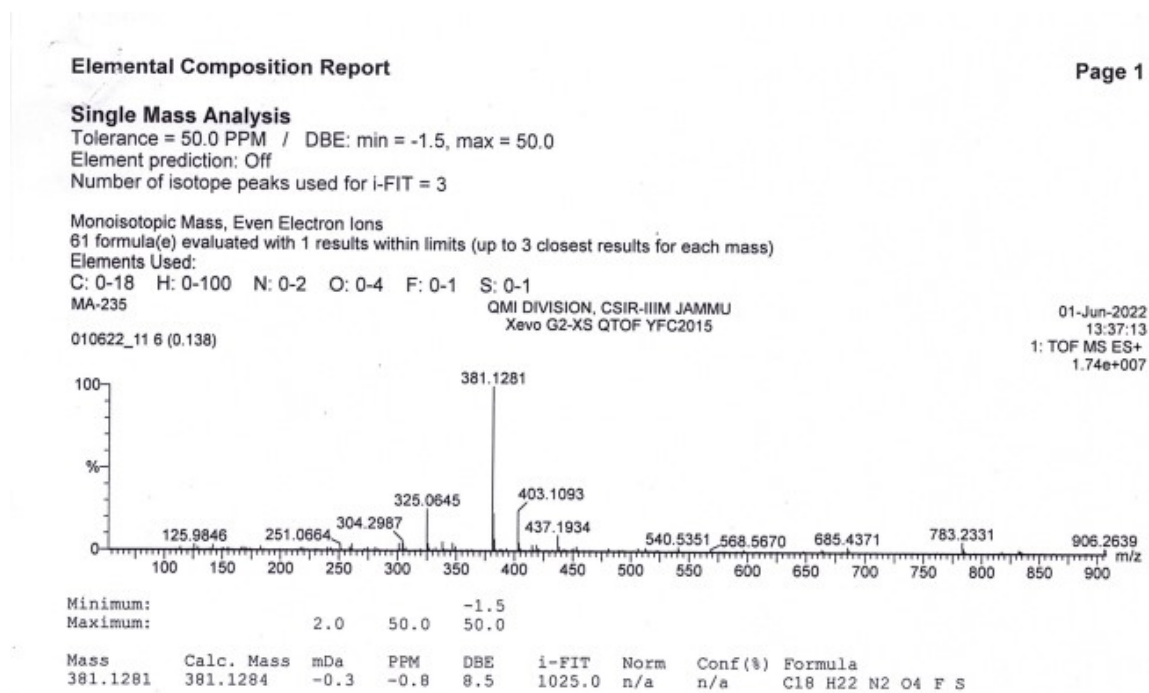 Elemental Composition Report
Page 1
Single Mass Analysis
Tolerance = 50.0 PPM / DBE: min = -1.5, max = 50.0
Element prediction: Off
Number of isotope peaks used for i-FIT = 3
Monoisotopic Mass, Even Electron Ions
61 formula(e) evaluated with 1 results within limits (up to 3 closest results for each mass)
Elements Used:
C: 0-18 H: 0-100 N: 0-2 O: 0-4 F: 0-1 S: 0-1
MA-235
QMI DIVISION, CSIR-IIIM JAMMU
01-Jun-2022
Xevo G2-XS QTOF YFC2015
13:37:13
010622_11 6 (0.138)
1: TOF MS ES+
1.74e+007
381.1281
100
%
325.0645
403.1093
304.2987
437.1934
125.9846
251.0664
540.5351
568.5670
685.4371
783.2331
906.2639
0
m/z
100 150 200 250 300 350 400 450 500 550 600 650 700 750 800 850 900
Minimum: -1.5
Maximum: 2.0 50.0 50.0
Mass Calc. Mass mDa PPM DBE i-FIT Norm Conf(%) Formula
381.1281 381.1284 -0.3 -0.8 8.5 1025.0 n/a n/a C18 H22 N2 O4 F S